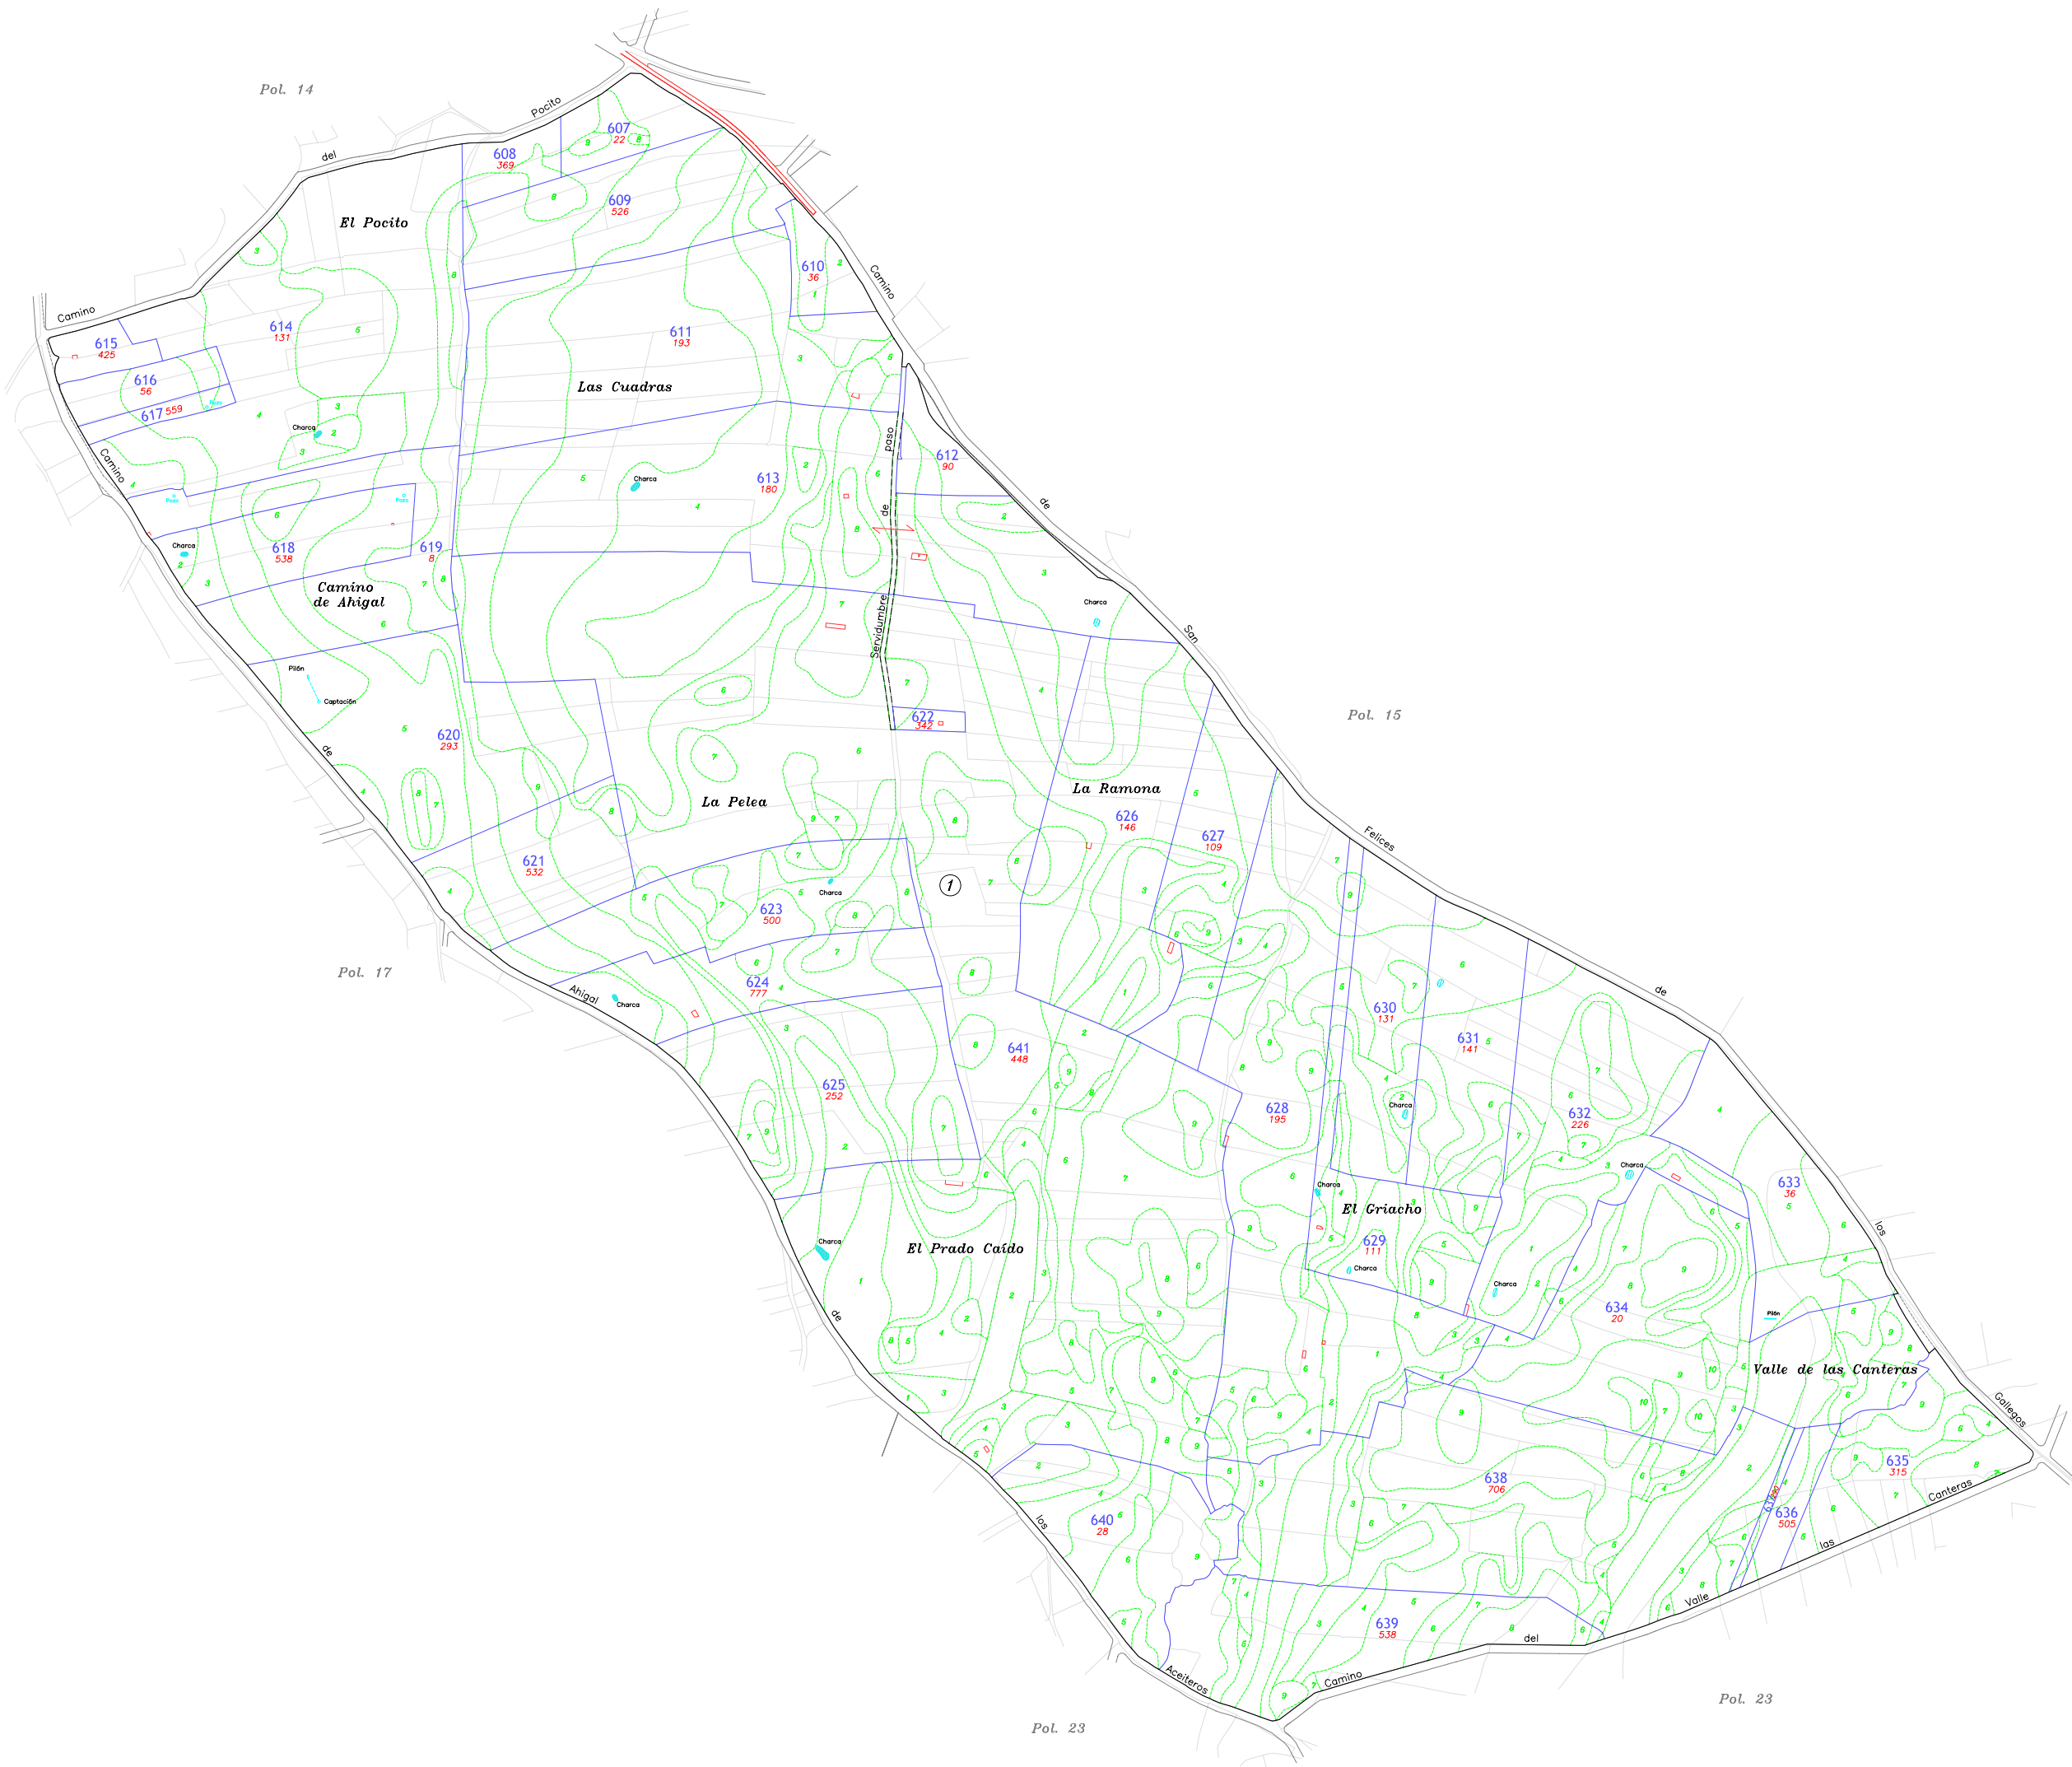 Pol. 14
Camino del Pocito
El Pocito
607
22
608
369
609
526
610
36
611
193
Las Cuadras
612
90
613
180
614
131
615
425
616
56
617 559
Pozo
Charca
Pozo
Pozo
Charca
618
538
619
8
Camino
de Ahigal
Charca
Servidumbre de paso
Camino de San Felices de los Gallegos
Charca
Pilón
Captación
620
293
621
532
622
342
La Pelea
La Ramona
Pol. 15
623
500
Charca
1
624
777
Charca
625
252
626
146
627
109
628
195
629
111
Charca
Charca
El Griacho
630
131
631
141
Charca
632
226
Charca
Charca
633
36
634
20
Pilón
Valle de las Canteras
635
315
636
505
637
638
706
639
538
640
28
641
448
El Prado Caído
Charca
Camino de Ahigal de los Aceiteros
Camino del Valle las Canteras
Pol. 17
Pol. 23
Pol. 23